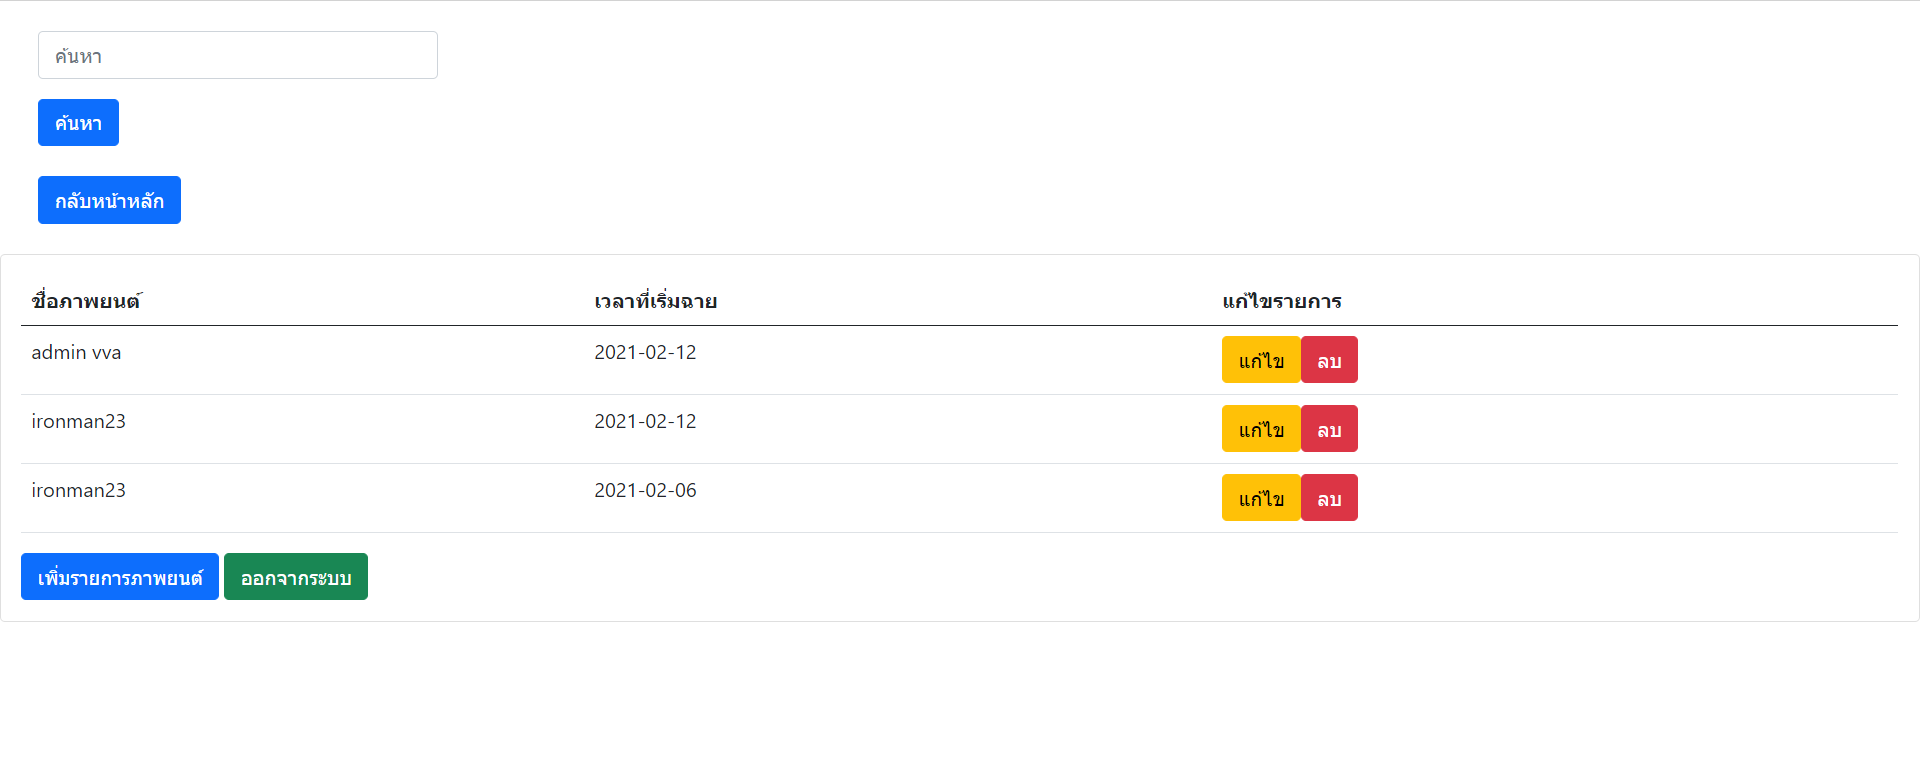 ค้นหา
ค้นหา
กลับหน้าหลัก
ชื่อภาพยนต์ เวลาที่เริ่มฉาย แก้ไขรายการ
admin vva 2021-02-12 แก้ไข ลบ
ironman23 2021-02-12 แก้ไข ลบ
ironman23 2021-02-06 แก้ไข ลบ
เพิ่มรายการภาพยนต์ ออกจากระบบ